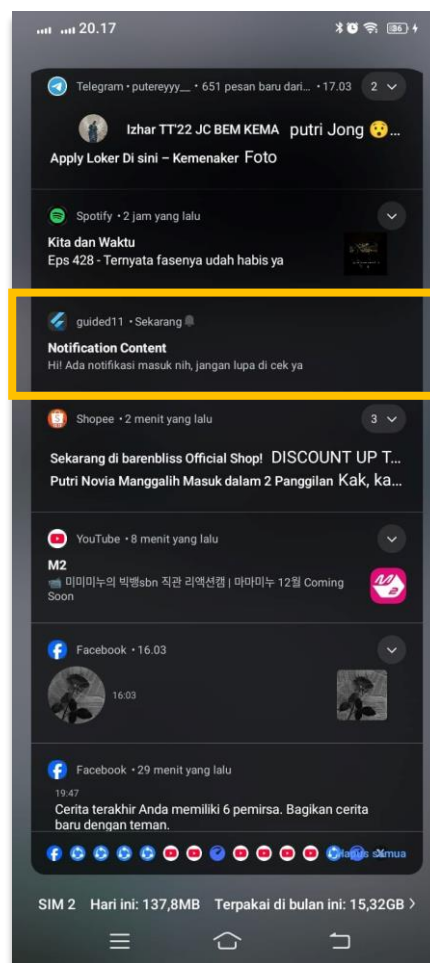 20.17
36
Telegram • putereyyy__ • 651 pesan baru dari... • 17.03 2
Izhar TT'22 JC BEM KEMA putri Jong 😯...
Apply Loker Di sini – Kemenaker Foto
Spotify • 2 jam yang lalu
Kita dan Waktu
Eps 428 - Ternyata fasenya udah habis ya
guided11 • Sekarang
Notification Content
Hi! Ada notifikasi masuk nih, jangan lupa di cek ya
Shopee • 2 menit yang lalu 3
Sekarang di barenbliss Official Shop! DISCOUNT UP T...
Putri Novia Manggalih Masuk dalam 2 Panggilan Kak, ka...
YouTube • 8 menit yang lalu
M2
📹 미미미누의 빅뱅sbn 직관 리액션캠 | 마마미누 12월 Coming
Soon
Facebook • 16.03
16:03
Facebook • 29 menit yang lalu
19:47
Cerita terakhir Anda memiliki 6 pemirsa. Bagikan cerita
baru dengan teman.
Hapus semua
SIM 2 Hari ini: 137,8MB Terpakai di bulan ini: 15,32GB >